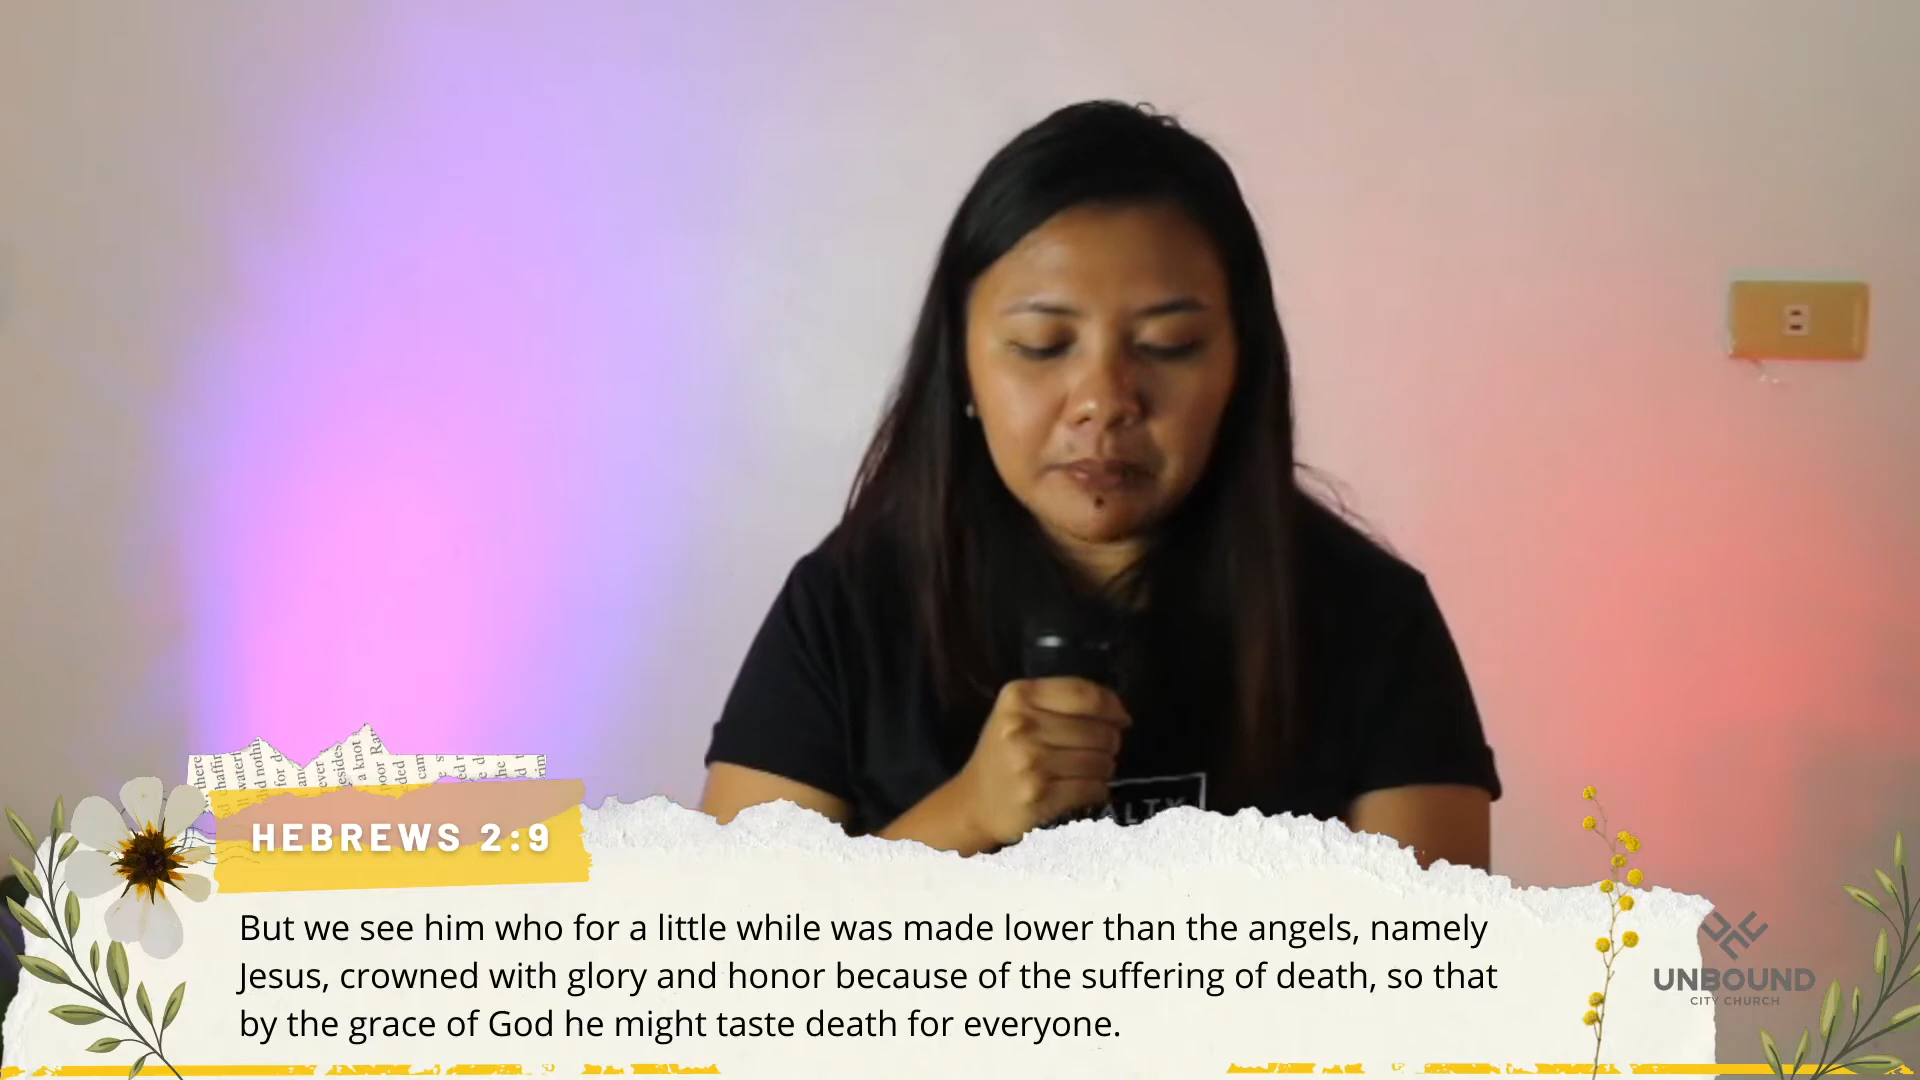 HEBREWS 2:9
But we see him who for a little while was made lower than the angels, namely
Jesus, crowned with glory and honor because of the suffering of death, so that
by the grace of God he might taste death for everyone.
UNBOUND
CITY CHURCH